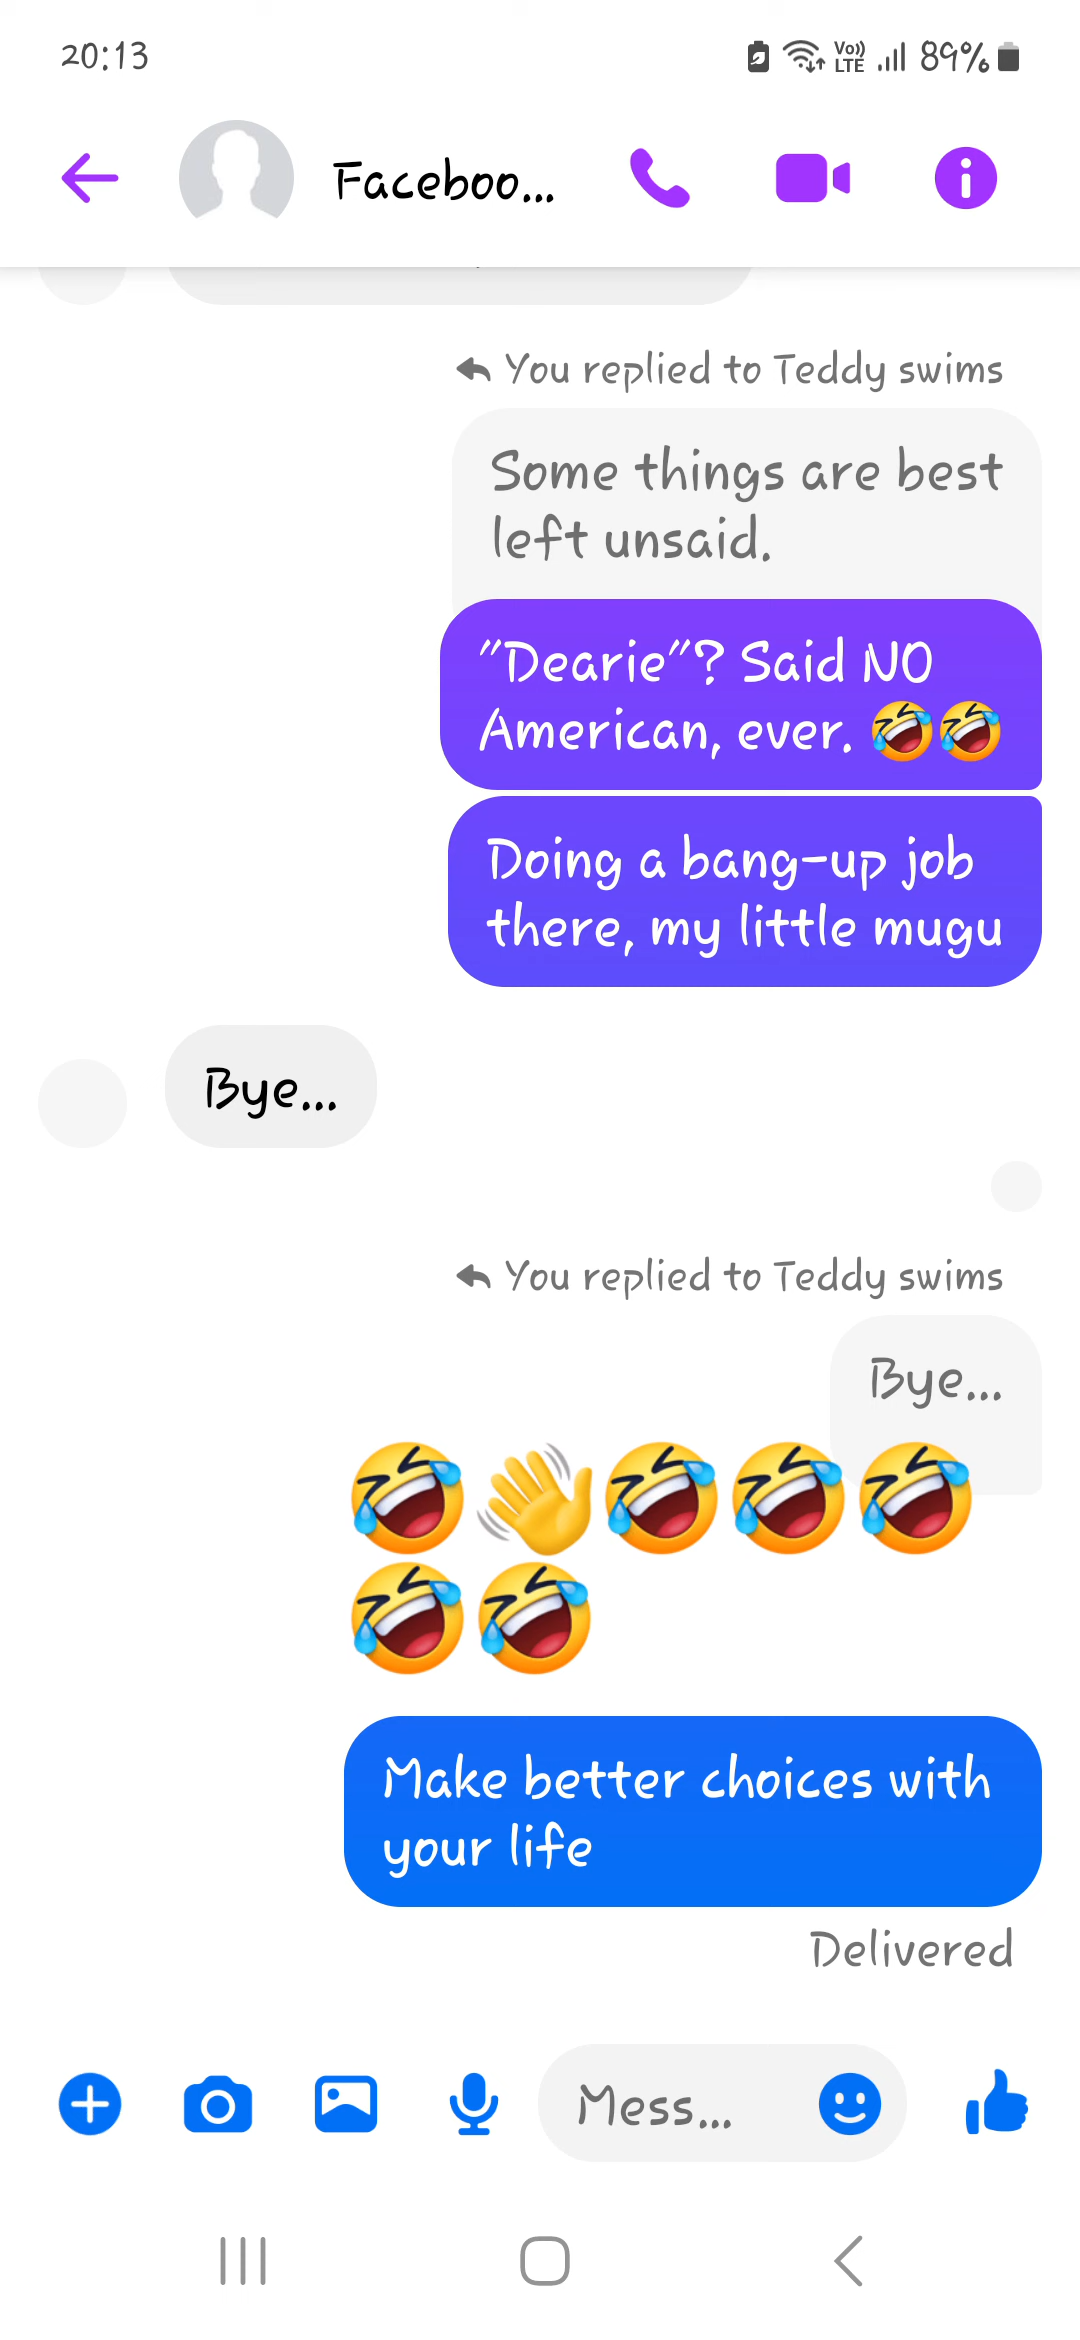 20:13
Vo)) LTE 89%
Faceboo...
You replied to Teddy swims
Some things are best
left unsaid.
"Dearie"? Said NO
American, ever. 🤣🤣
Doing a bang-up job
there, my little mugu
Bye...
You replied to Teddy swims
Bye...
🤣👋🤣🤣🤣
🤣🤣
Make better choices with
your life
Delivered
Mess...